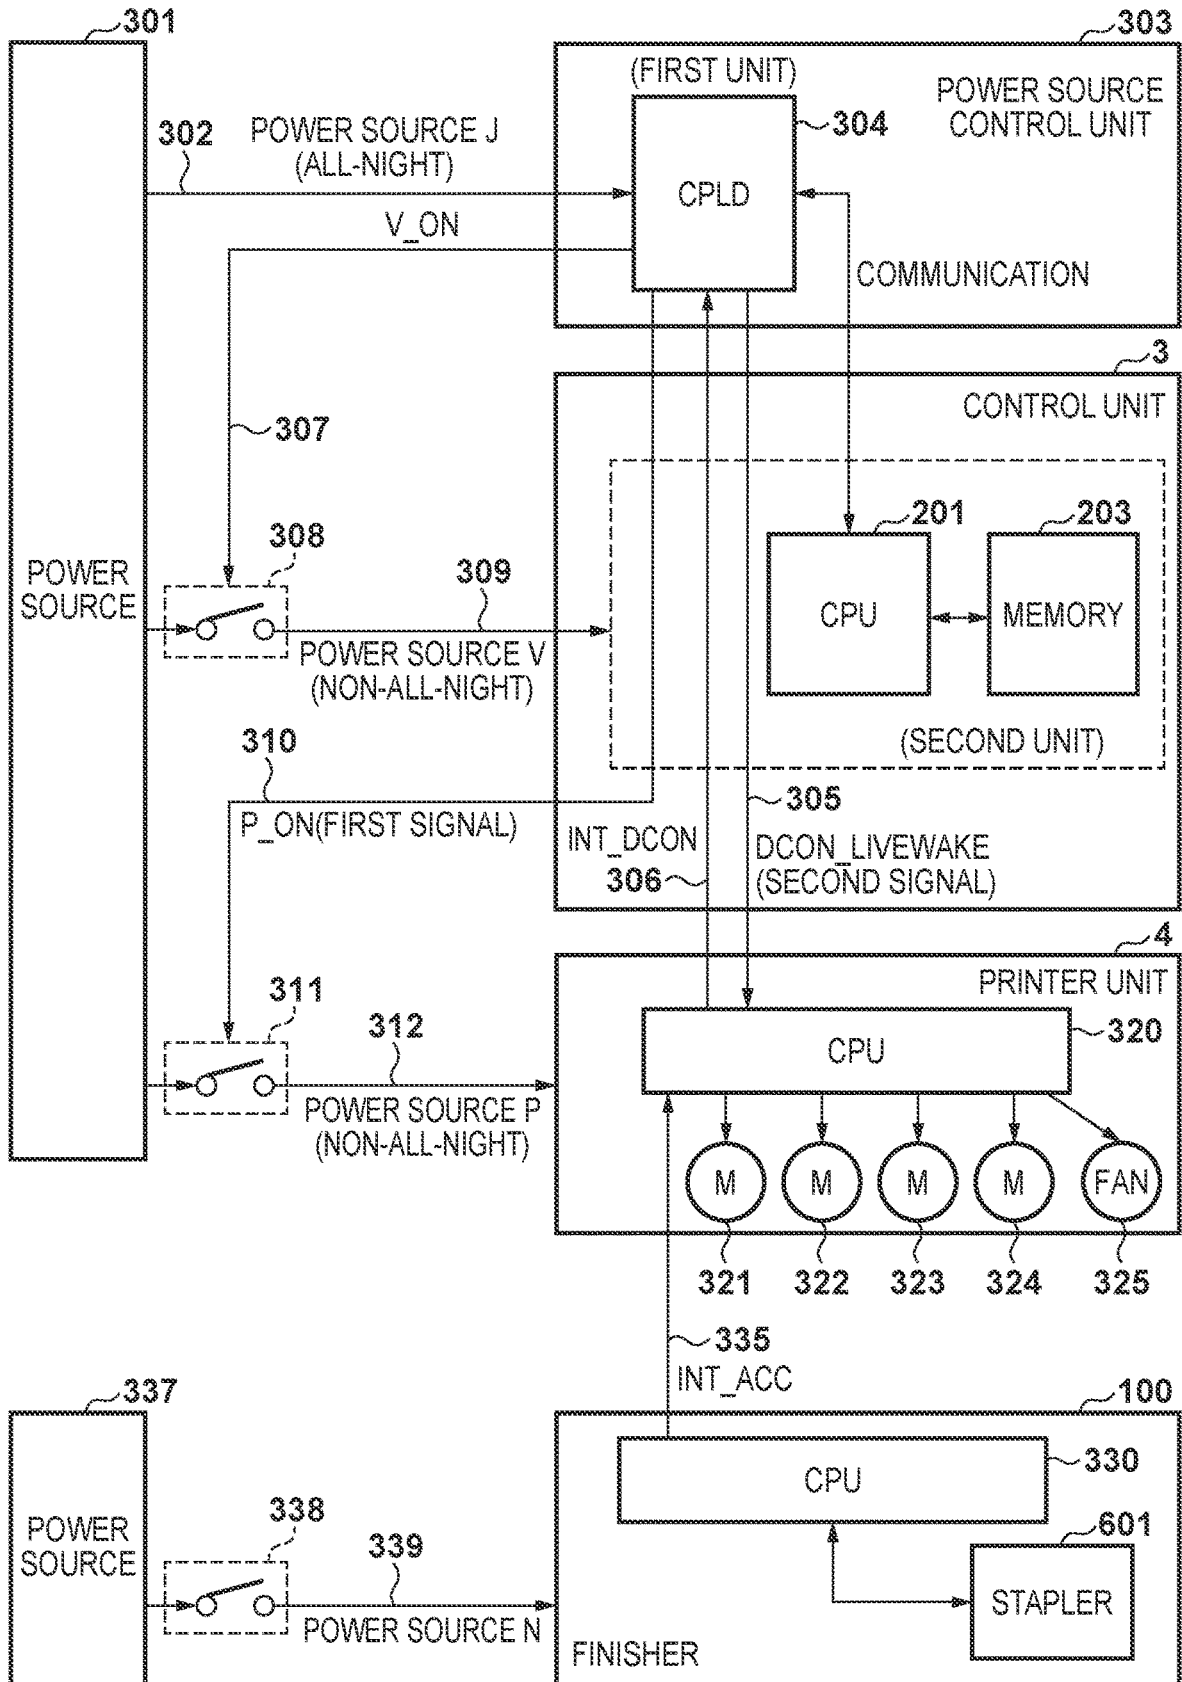 301
303
(FIRST UNIT)
POWER SOURCE
CONTROL UNIT
304
302
POWER SOURCE J
(ALL-NIGHT)
CPLD
V_ON
COMMUNICATION
3
CONTROL UNIT
307
201
203
308
POWER
SOURCE
309
CPU
MEMORY
POWER SOURCE V
(NON-ALL-NIGHT)
(SECOND UNIT)
310
305
P_ON(FIRST SIGNAL)
INT_DCON
306
DCON_LIVEWAKE
(SECOND SIGNAL)
4
PRINTER UNIT
311
312
320
CPU
POWER SOURCE P
(NON-ALL-NIGHT)
M
M
M
M
FAN
321
322
323
324
325
335
INT_ACC
337
100
330
CPU
338
POWER
SOURCE
339
601
STAPLER
POWER SOURCE N
FINISHER